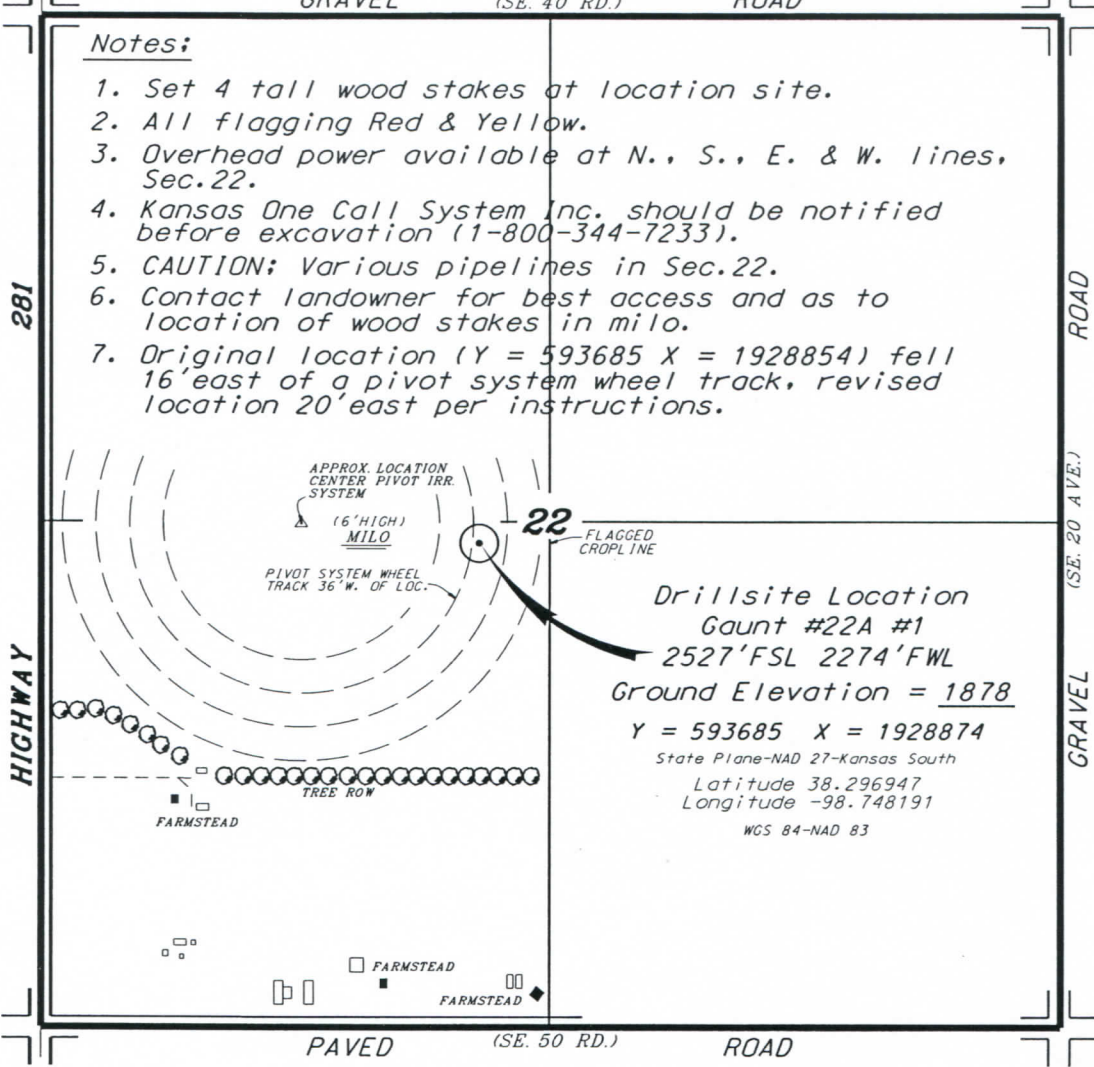 GRAVEL (SE. 40 RD.) ROAD
Notes:
1. Set 4 tall wood stakes at location site.
2. All flagging Red & Yellow.
3. Overhead power available at N., S., E. & W. lines,
Sec.22.
4. Kansas One Call System Inc. should be notified
before excavation (1-800-344-7233).
5. CAUTION: Various pipelines in Sec.22.
6. Contact landowner for best access and as to
location of wood stakes in milo.
7. Original location (Y = 593685 X = 1928854) fell
16'east of a pivot system wheel track, revised
location 20'east per instructions.
HIGHWAY 281
GRAVEL (SE. 20 AVE.) ROAD
APPROX. LOCATION
CENTER PIVOT IRR.
SYSTEM
(6'HIGH)
MILO
22
FLAGGED
CROPLINE
PIVOT SYSTEM WHEEL
TRACK 36'W. OF LOC.
Drillsite Location
Gaunt #22A #1
2527'FSL 2274'FWL
Ground Elevation = 1878
Y = 593685 X = 1928874
State Plane-NAD 27-Kansas South
Latitude 38.296947
Longitude -98.748191
WGS 84-NAD 83
TREE ROW
FARMSTEAD
FARMSTEAD
FARMSTEAD
PAVED (SE. 50 RD.) ROAD